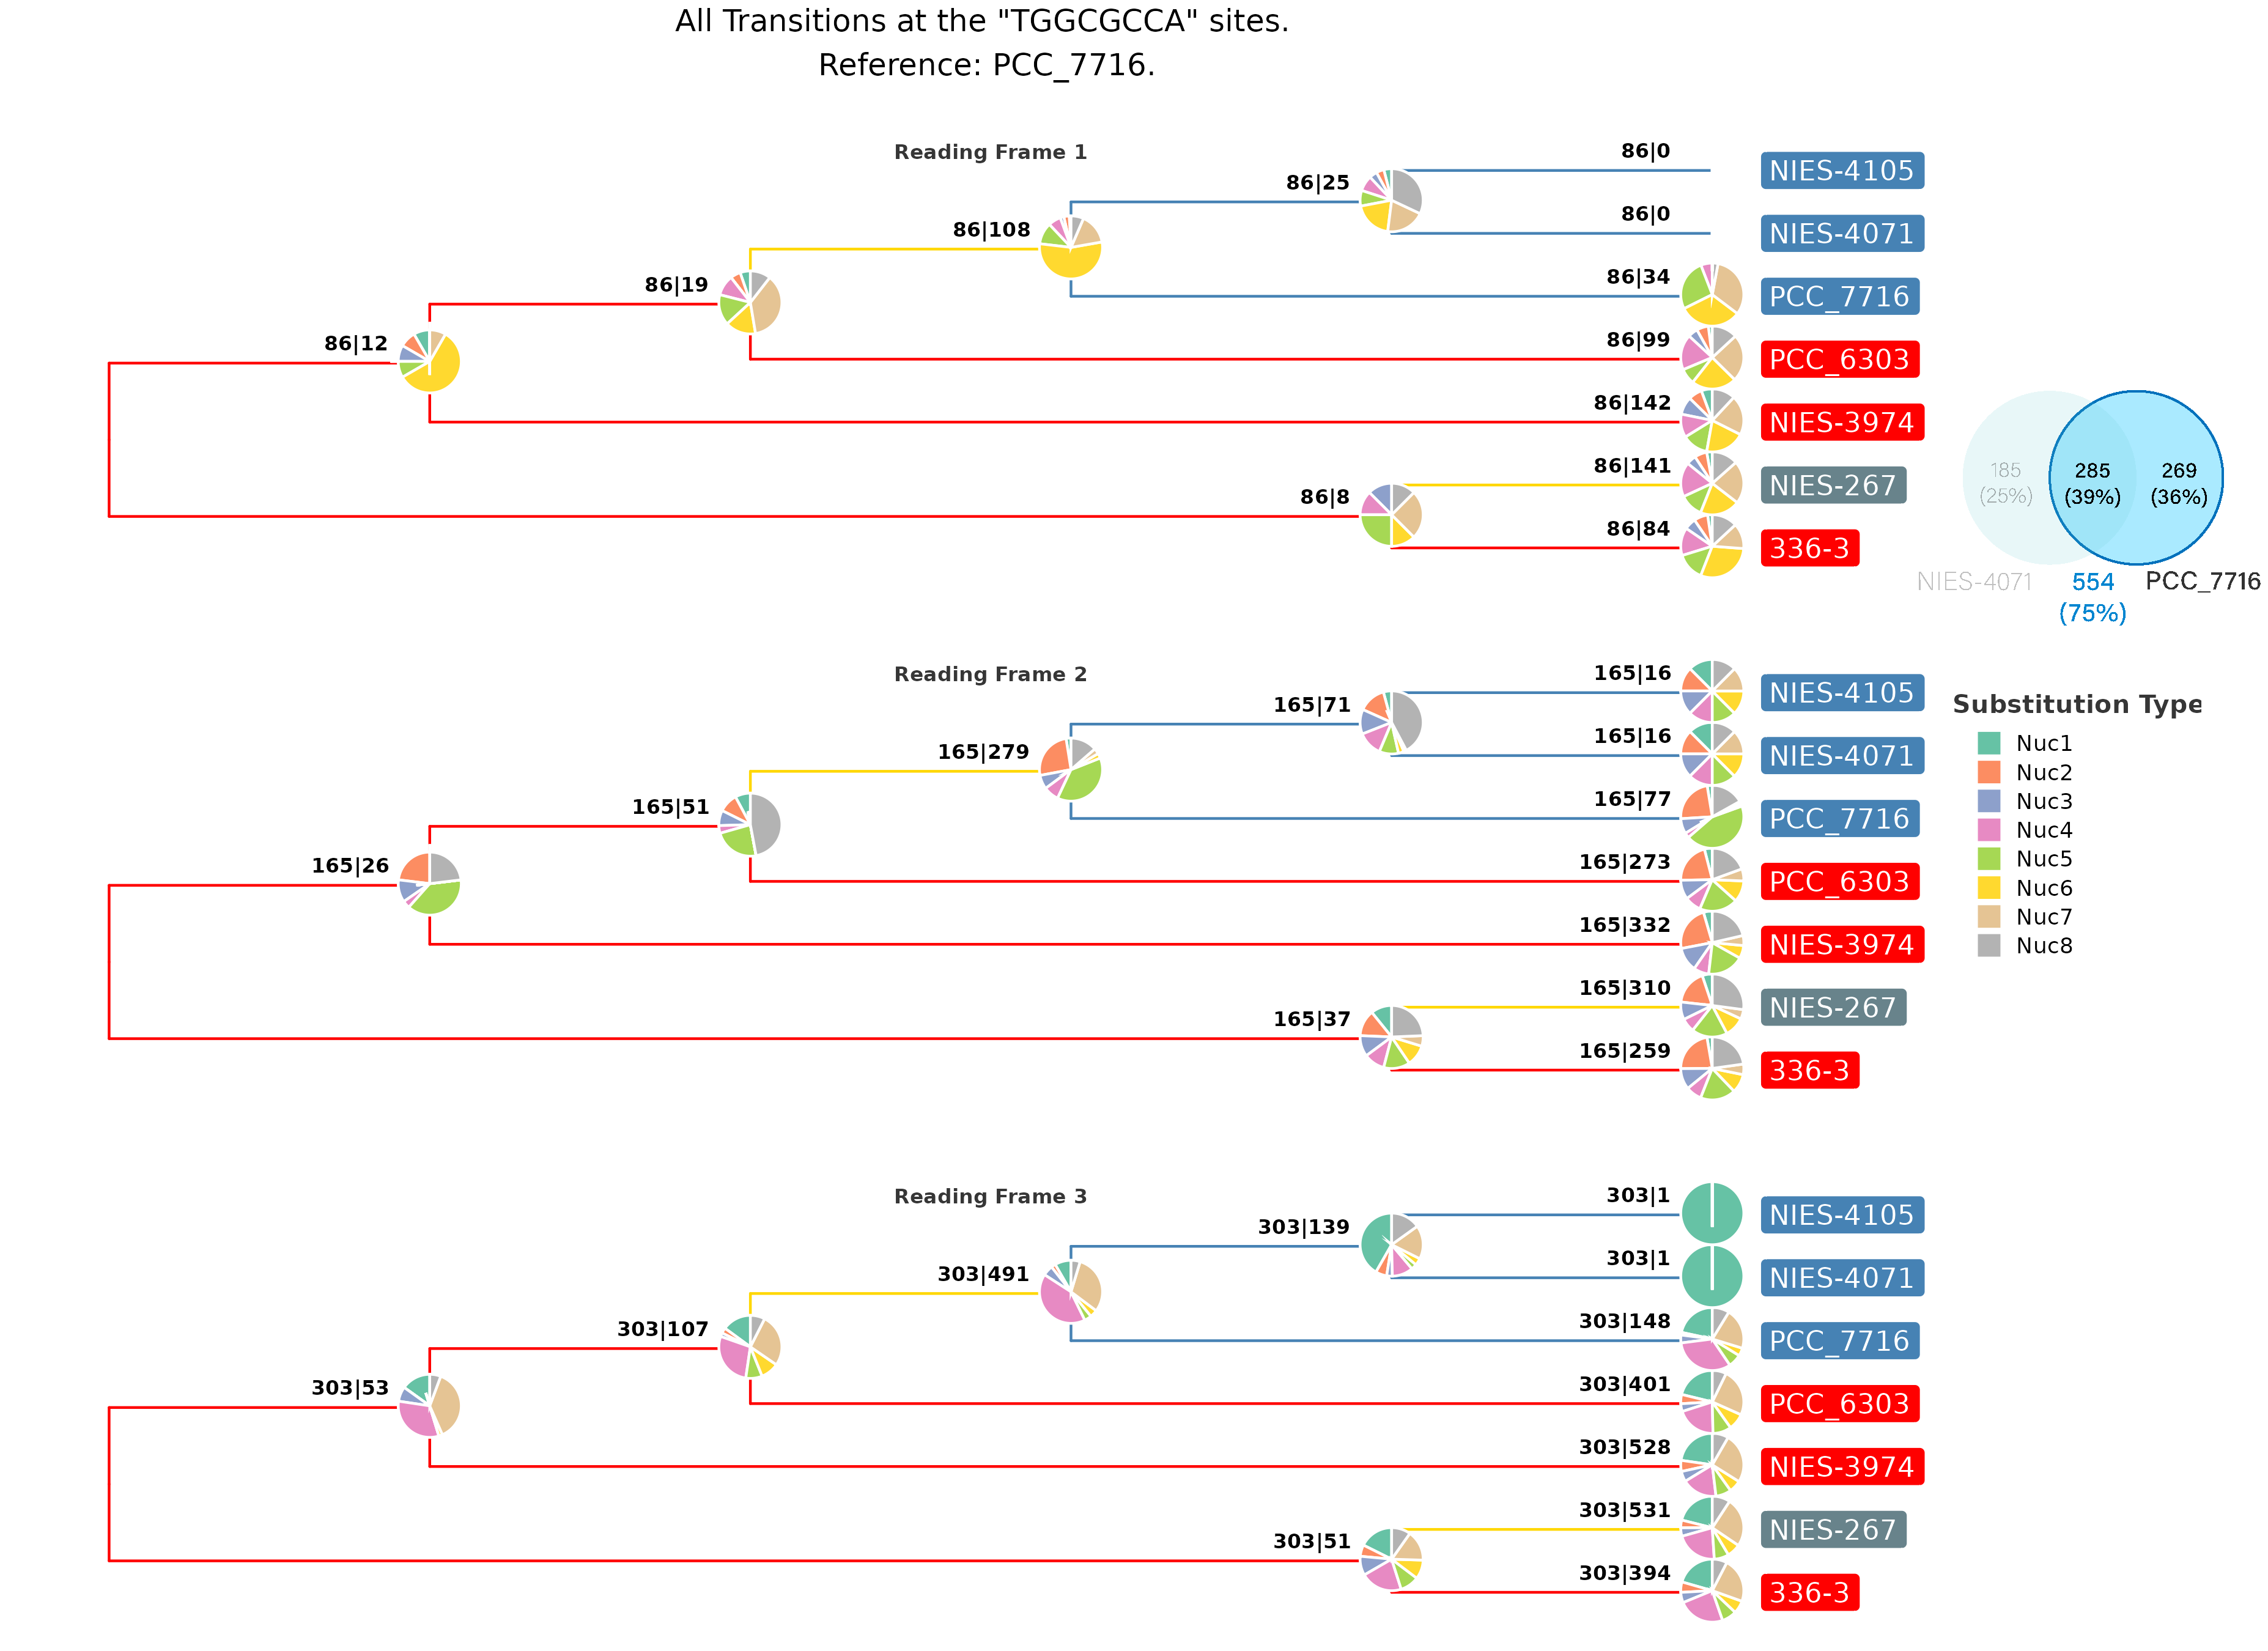 All Transitions at the "TGGCGCCA" sites.
Reference: PCC_7716.
Reading Frame 1
86|0
NIES-4105
86|25
86|0
NIES-4071
86|108
86|34
PCC_7716
86|19
86|99
PCC_6303
86|12
86|142
NIES-3974
86|141
NIES-267
86|8
86|84
336-3
185
(25%)
285
(39%)
269
(36%)
NIES-4071
554
(75%)
PCC_7716
Reading Frame 2
165|16
NIES-4105
165|71
165|16
NIES-4071
165|279
165|77
PCC_7716
165|51
165|273
PCC_6303
165|26
165|332
NIES-3974
165|310
NIES-267
165|37
165|259
336-3
Substitution Type
Nuc1
Nuc2
Nuc3
Nuc4
Nuc5
Nuc6
Nuc7
Nuc8
Reading Frame 3
303|1
NIES-4105
303|139
303|1
NIES-4071
303|491
303|148
PCC_7716
303|107
303|401
PCC_6303
303|53
303|528
NIES-3974
303|531
NIES-267
303|51
303|394
336-3